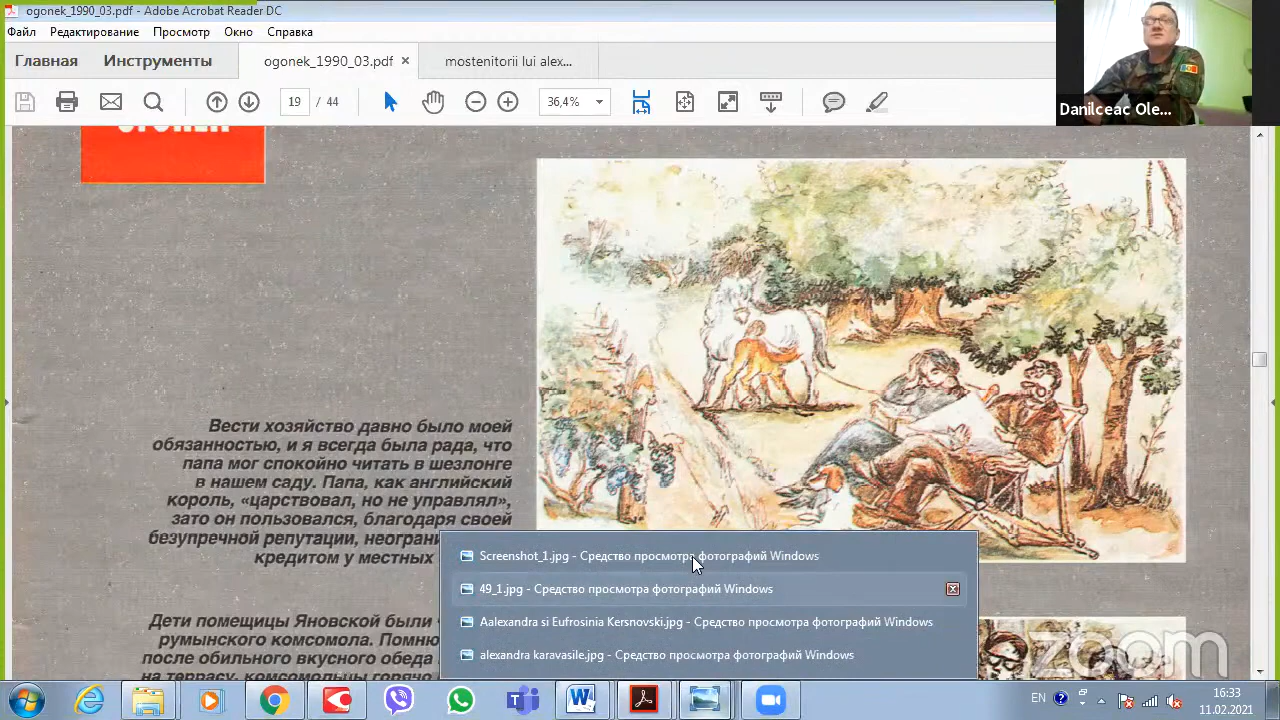 ogonek_1990_03.pdf - Adobe Acrobat Reader DC
Файл Редактирование Просмотр Окно Справка
Главная Инструменты ogonek_1990_03.pdf × mostenitorii lui alex...
19 / 44 36,4%
Danilceac Ole...
Вести хозяйство давно было моей
обязанностью, и я всегда была рада, что
папа мог спокойно читать в шезлонге
в нашем саду. Папа, как английский
король, «царствовал, но не управлял»,
зато он пользовался, благодаря своей
безупречной репутации,
кредитом у местных
Дети помещицы Яновской были
румынского комсомола.
после обильного вкусного обеда
на террасу, комсомольцы горячо
Screenshot_1.jpg - Средство просмотра фотографий Windows
49_1.jpg - Средство просмотра фотографий Windows
Aalexandra si Eufrosinia Kersnovski.jpg - Средство просмотра фотографий Windows
alexandra karavasile.jpg - Средство просмотра фотографий Windows
zoom
EN 16:33
11.02.2021